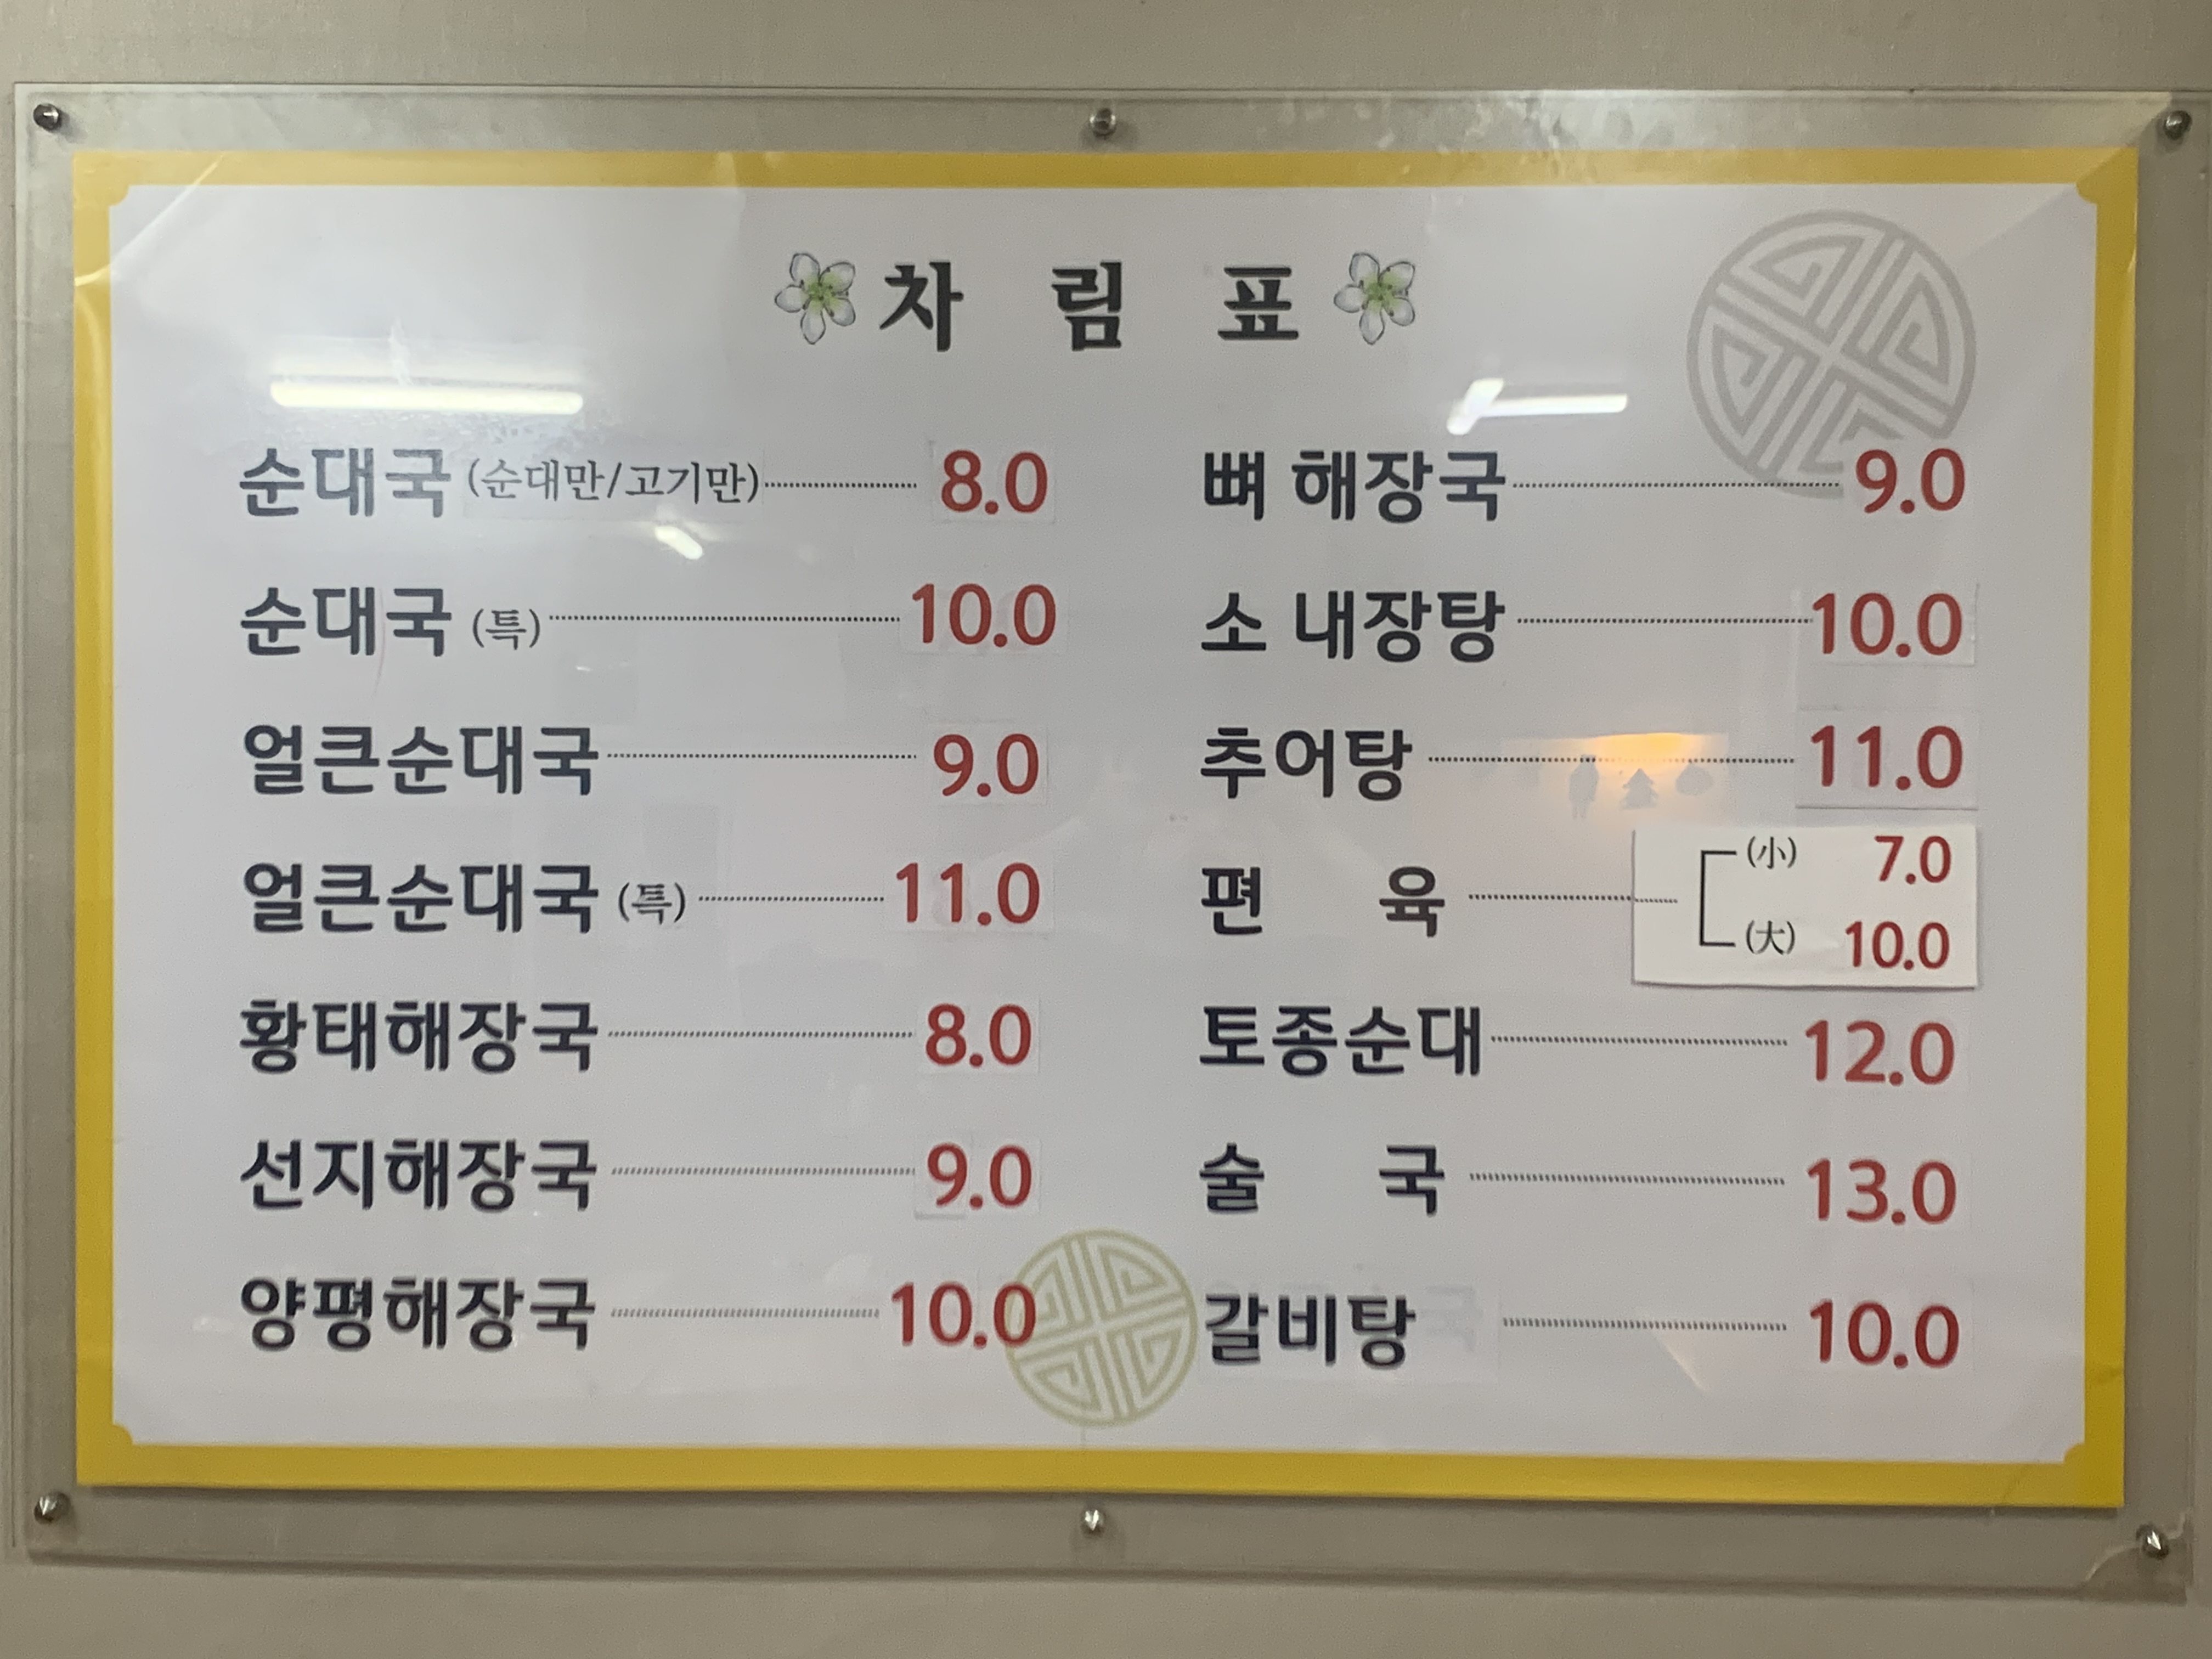 차 림 표
순대국 (순대만/고기만) 8.0
순대국 (특) 10.0
얼큰순대국 9.0
얼큰순대국 (특) 11.0
황태해장국 8.0
선지해장국 9.0
양평해장국 10.0
뼈 해장국 9.0
소 내장탕 10.0
추어탕 11.0
편 육 (小) 7.0
(大) 10.0
토종순대 12.0
술 국 13.0
갈비탕 10.0